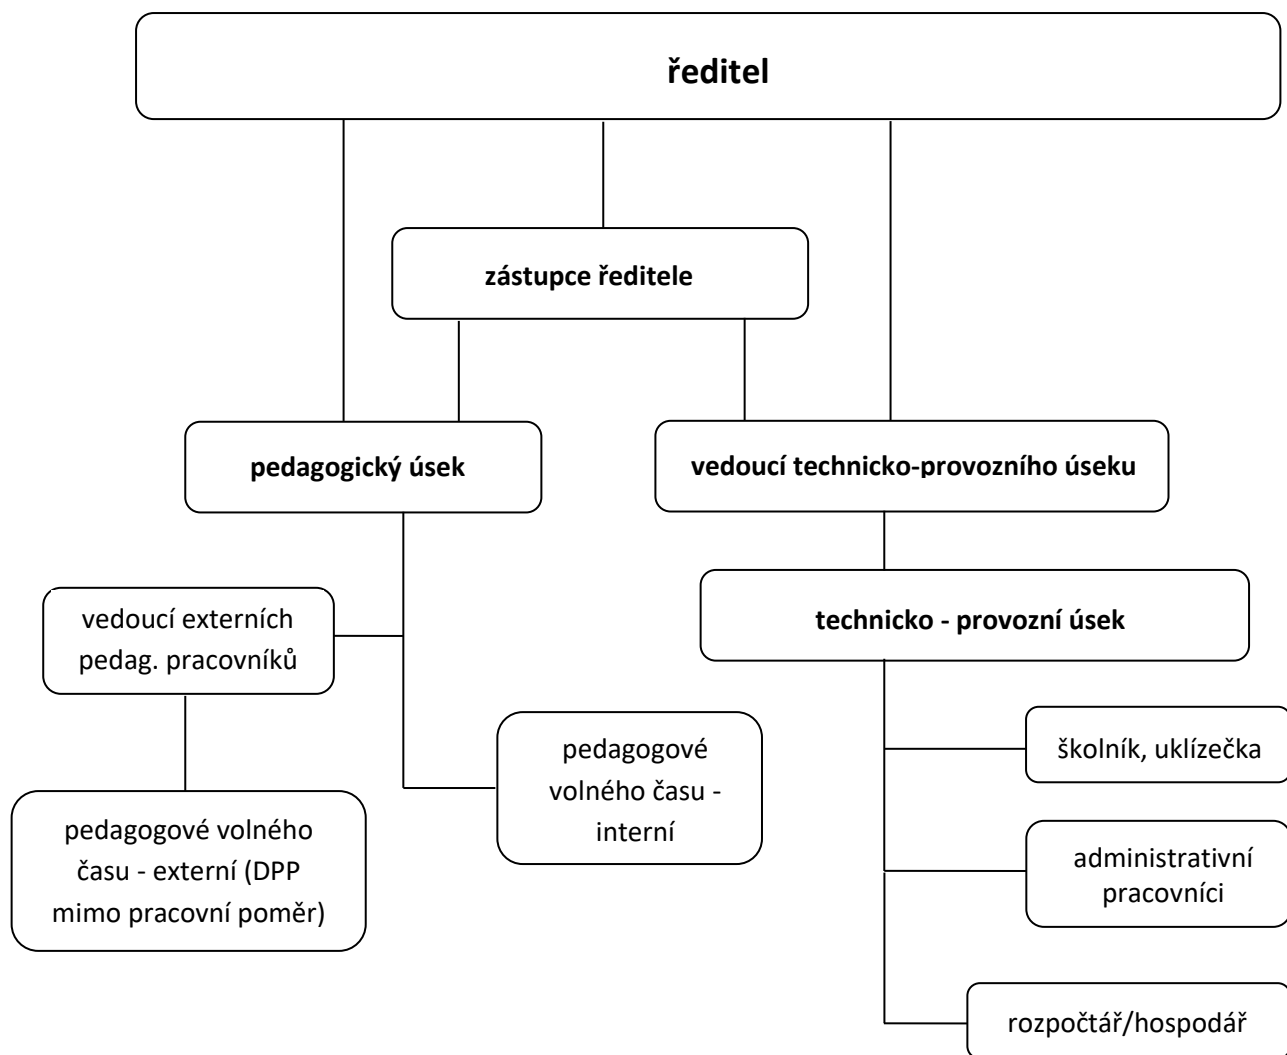 ředitel
zástupce ředitele
pedagogický úsek
vedoucí technicko-provozního úseku
vedoucí externích
pedag. pracovníků
technicko - provozní úsek
pedagogové
volného času -
interní
školník, uklízečka
pedagogové volného
času - externí (DPP
mimo pracovní poměr)
administrativní
pracovníci
rozpočtář/hospodář